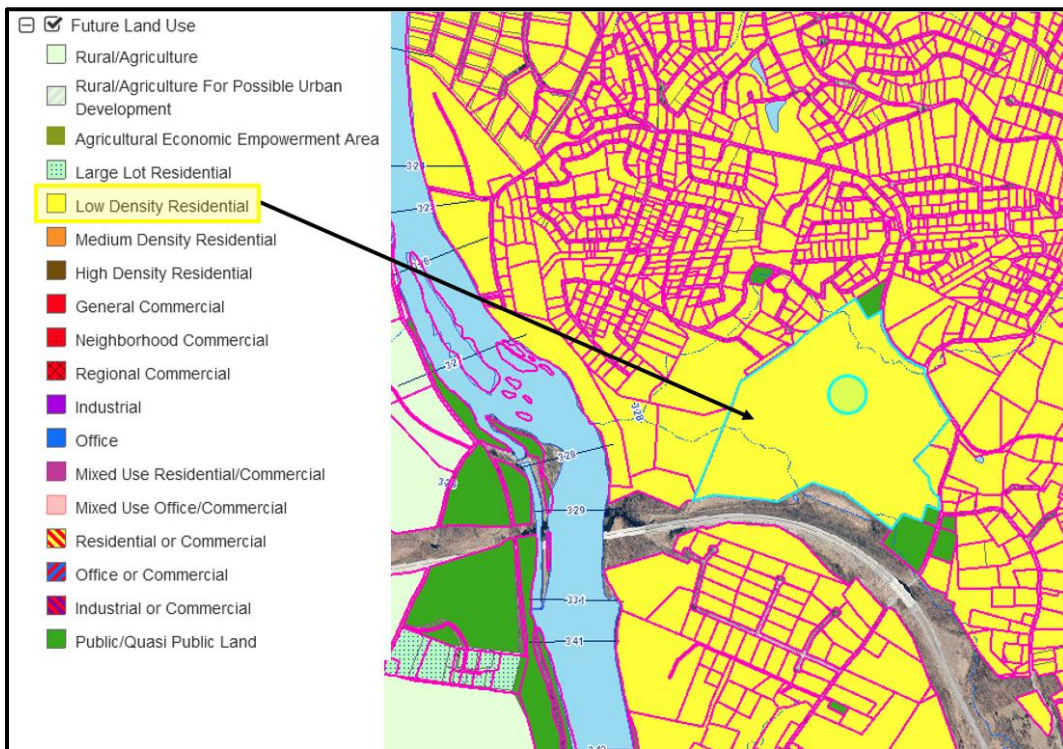 Future Land Use
Rural/Agriculture
Rural/Agriculture For Possible Urban
Development
Agricultural Economic Empowerment Area
Large Lot Residential
Low Density Residential
Medium Density Residential
High Density Residential
General Commercial
Neighborhood Commercial
Regional Commercial
Industrial
Office
Mixed Use Residential/Commercial
Mixed Use Office/Commercial
Residential or Commercial
Office or Commercial
Industrial or Commercial
Public/Quasi Public Land
328
328
329
331
341